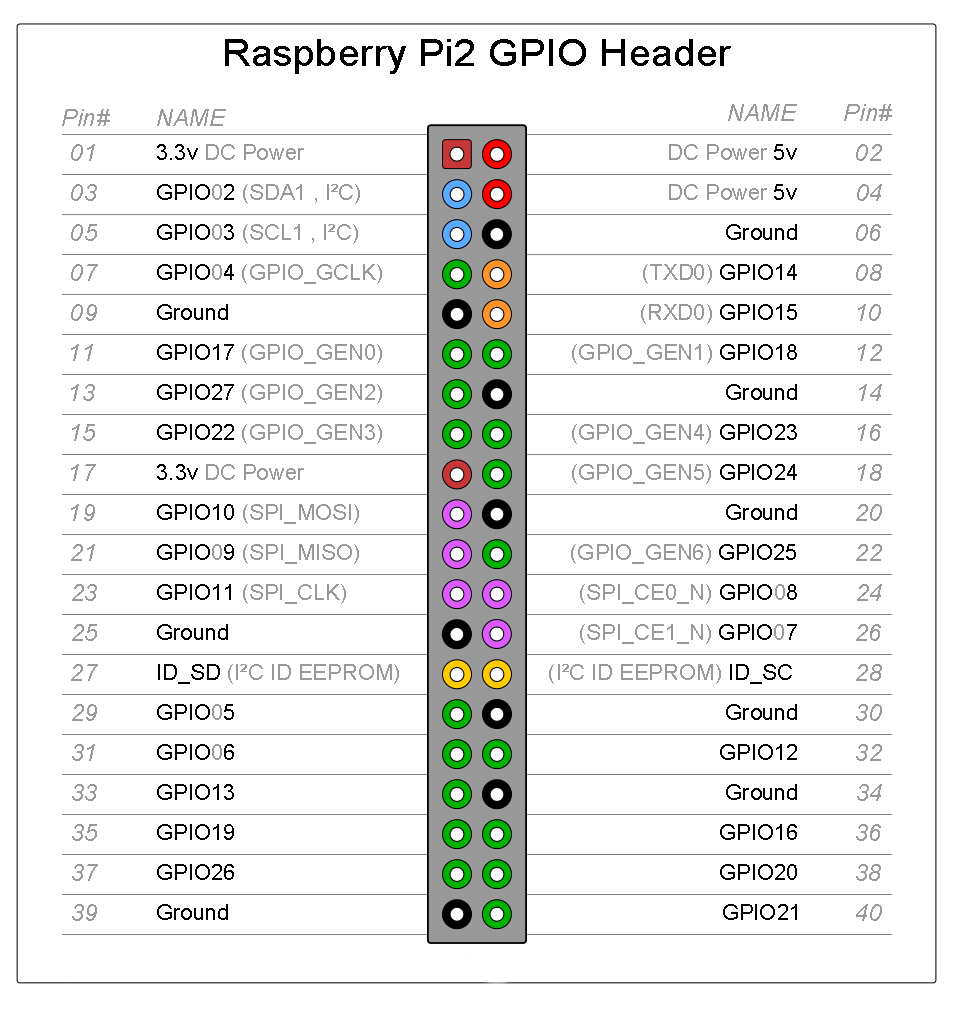 Raspberry Pi2 GPIO Header
Pin# NAME NAME Pin#
01 3.3v DC Power DC Power 5v 02
03 GPIO02 (SDA1 , I²C) DC Power 5v 04
05 GPIO03 (SCL1 , I²C) Ground 06
07 GPIO04 (GPIO_GCLK) (TXD0) GPIO14 08
09 Ground (RXD0) GPIO15 10
11 GPIO17 (GPIO_GEN0) (GPIO_GEN1) GPIO18 12
13 GPIO27 (GPIO_GEN2) Ground 14
15 GPIO22 (GPIO_GEN3) (GPIO_GEN4) GPIO23 16
17 3.3v DC Power (GPIO_GEN5) GPIO24 18
19 GPIO10 (SPI_MOSI) Ground 20
21 GPIO09 (SPI_MISO) (GPIO_GEN6) GPIO25 22
23 GPIO11 (SPI_CLK) (SPI_CE0_N) GPIO08 24
25 Ground (SPI_CE1_N) GPIO07 26
27 ID_SD (I²C ID EEPROM) (I²C ID EEPROM) ID_SC 28
29 GPIO05 Ground 30
31 GPIO06 GPIO12 32
33 GPIO13 Ground 34
35 GPIO19 GPIO16 36
37 GPIO26 GPIO20 38
39 Ground GPIO21 40